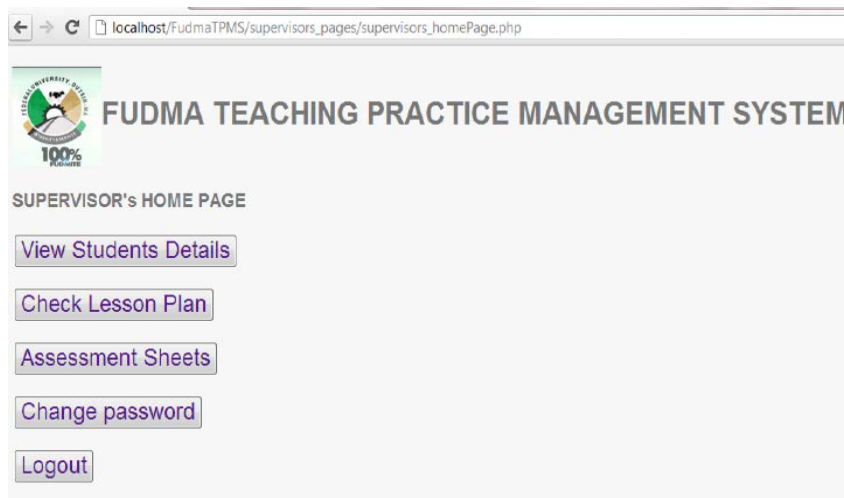 localhost/FudmaTPMS/supervisors_pages/supervisors_homePage.php
FUDMA TEACHING PRACTICE MANAGEMENT SYSTEM
100%
SUPERVISOR's HOME PAGE
View Students Details
Check Lesson Plan
Assessment Sheets
Change password
Logout